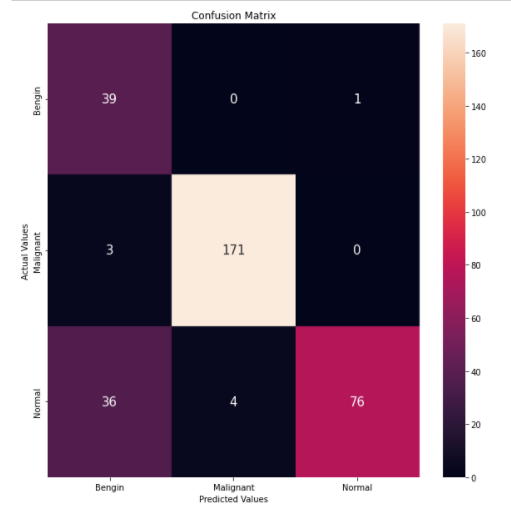 Confusion Matrix
Bengin
39
0
1
Malignant
3
171
0
Normal
36
4
76
Actual Values
Bengin
Malignant
Normal
Predicted Values
160
140
120
100
80
60
40
20
0